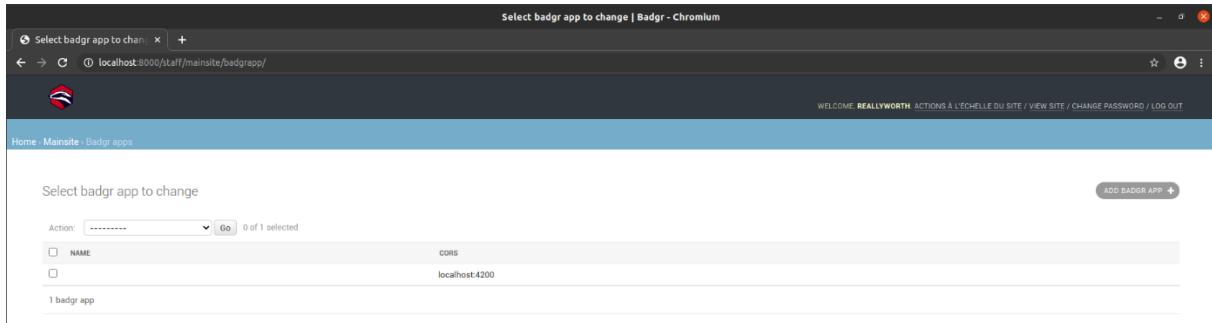 Select badgr app to change | Badgr - Chromium
Select badgr app to chang × +
localhost:8000/staff/mainsite/badgrapp/
WELCOME, REALLYWORTH. ACTIONS À L'ÉCHELLE DU SITE / VIEW SITE / CHANGE PASSWORD / LOG OUT
Home › Mainsite › Badgr apps
Select badgr app to change
ADD BADGR APP +
Action: --------- Go 0 of 1 selected
NAME CORS
localhost:4200
1 badgr app